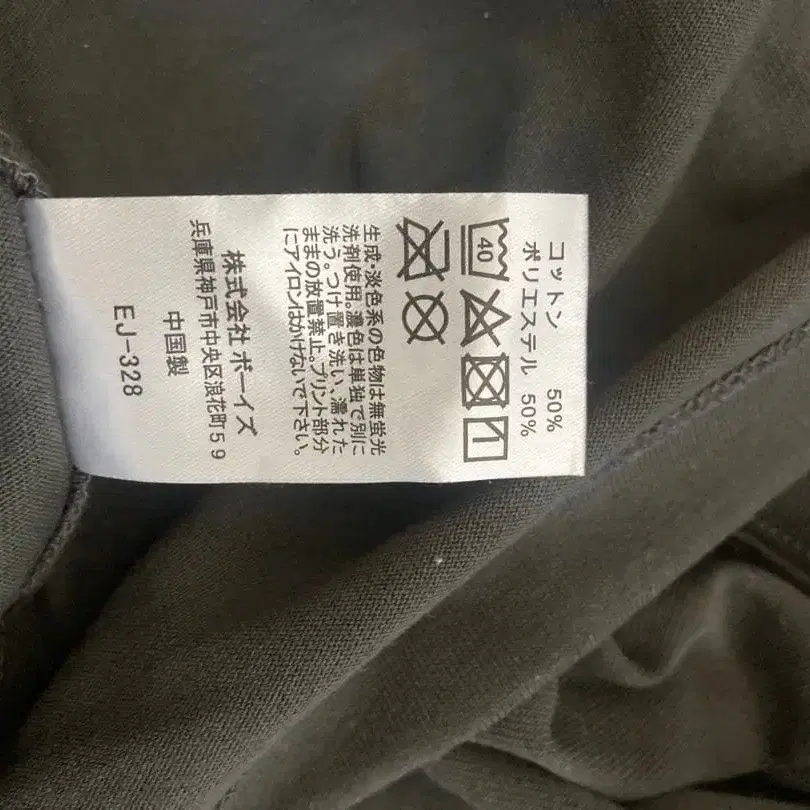 コットン 50%
ポリエステル 50%
40
生成・淡色系の色物は無蛍光
洗剤使用。濃色は単独で別に
洗う。つけ置き洗い、濡れた
ままの放置禁止。プリント部分
にアイロンはかけないで下さい。
株式会社 ボーイズ
兵庫県神戸市中央区浪花町59
中国製
EJ-328